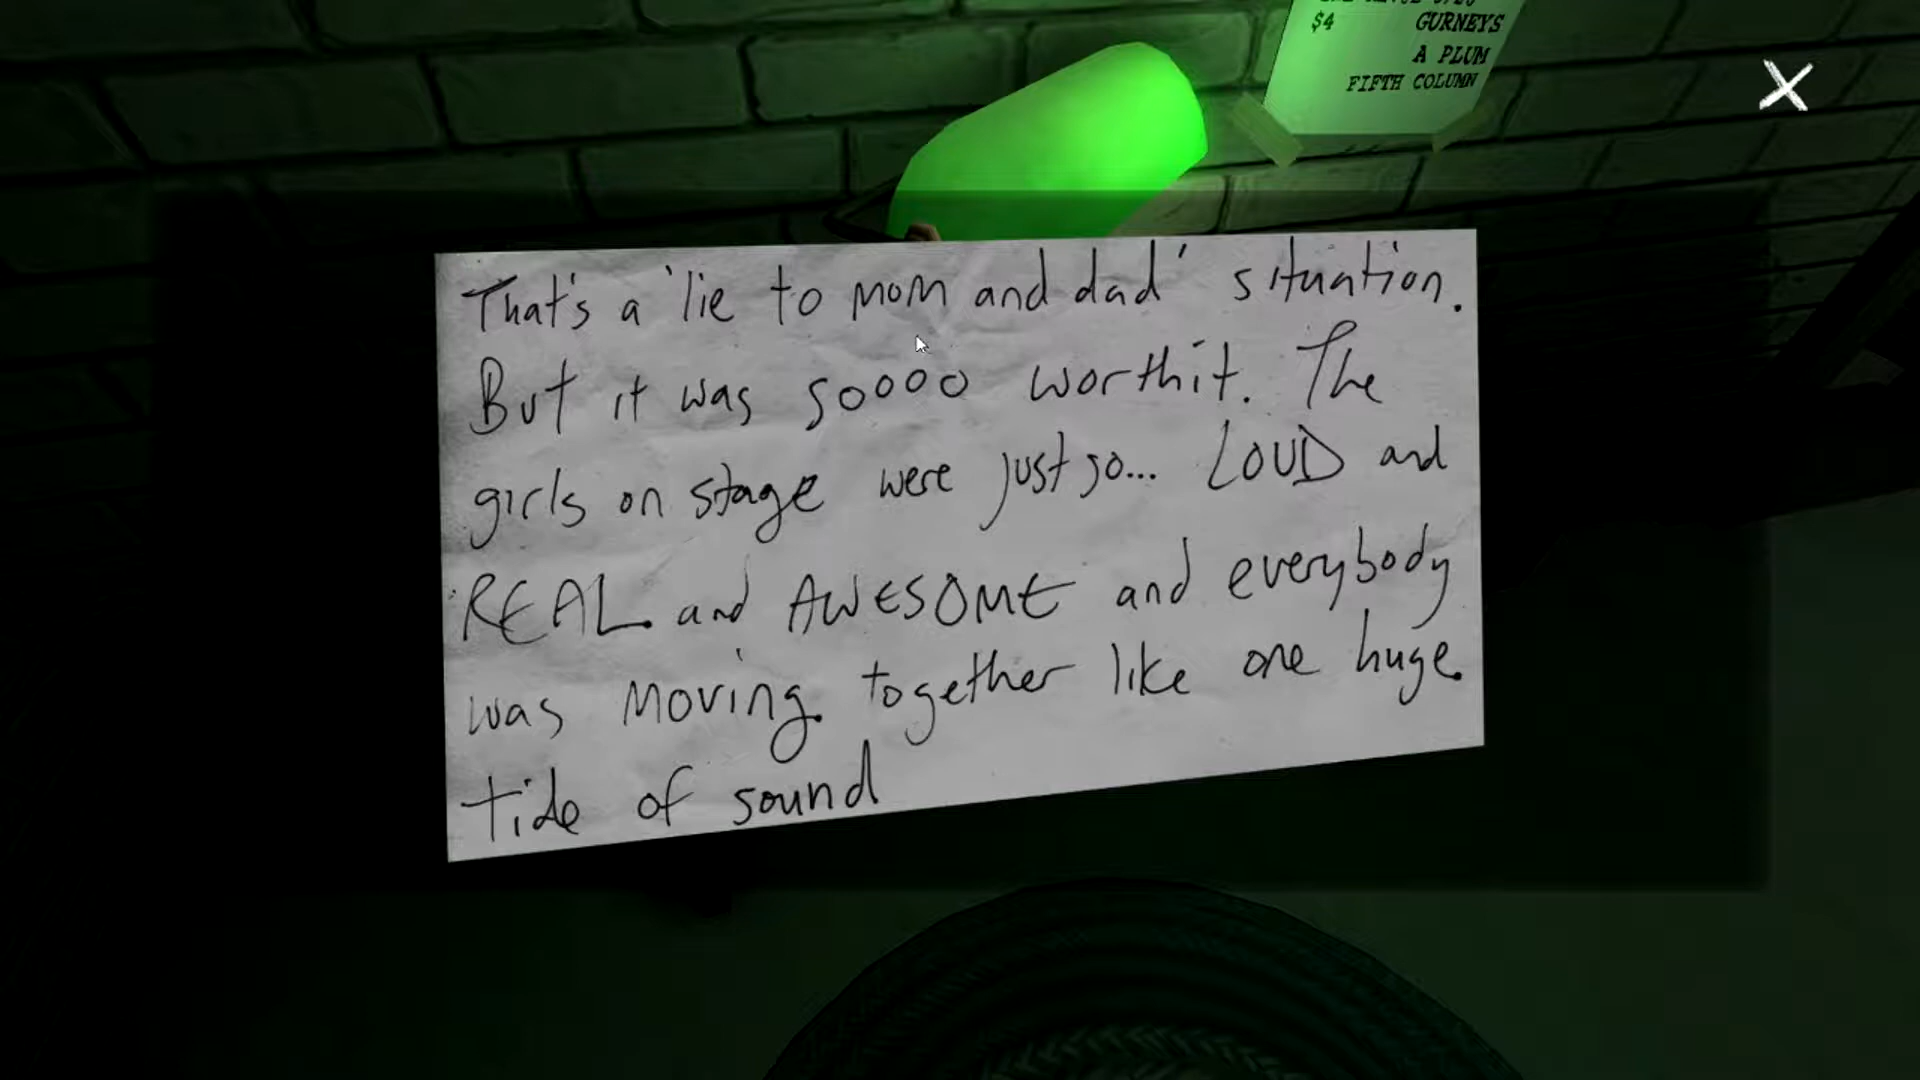 $4 GURNEYS
A PLUM
FIFTH COLUMN
That's a 'lie to mom and dad' situation.
But it was soooo worth it. The
girls on stage were just so... LOUD and
REAL and AWESOME and everybody
was moving together like one huge
tide of sound